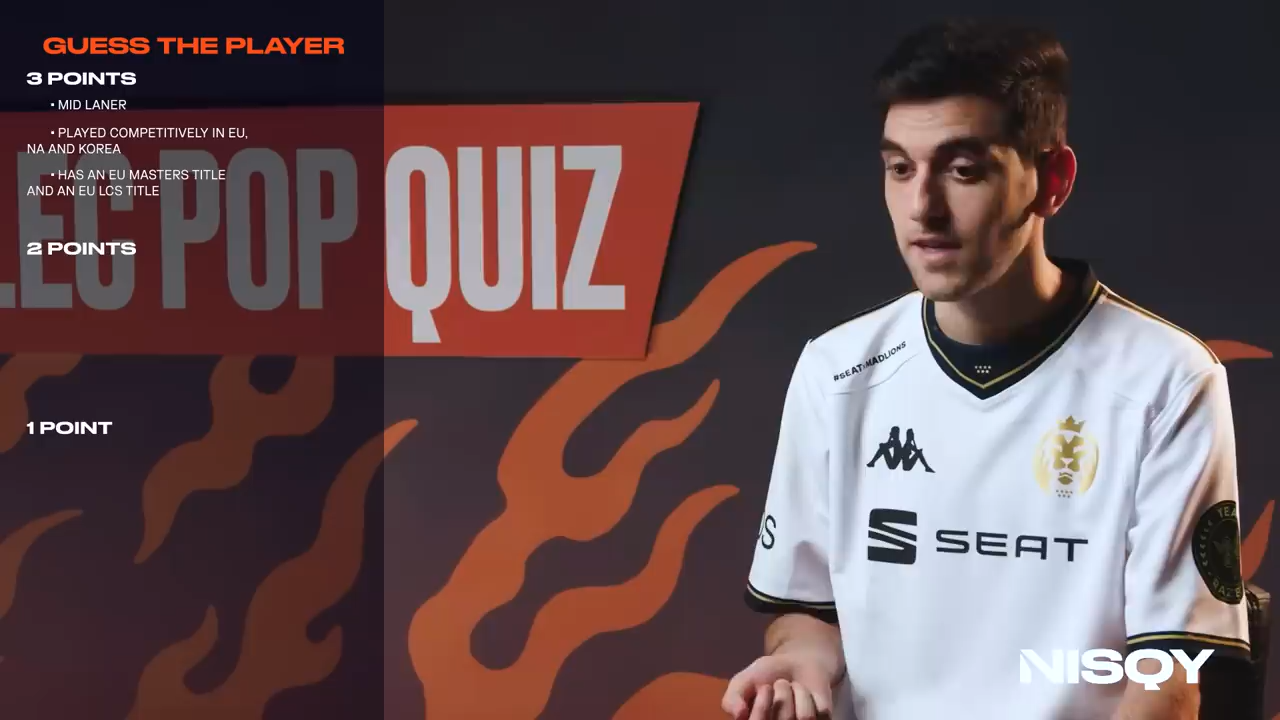 GUESS THE PLAYER
3 POINTS
• MID LANER
• PLAYED COMPETITIVELY IN EU,
NA AND KOREA
• HAS AN EU MASTERS TITLE
AND AN EU LCS TITLE
2 POINTS
1 POINT
LEC POP QUIZ
#SEATxMADLIONS
SEAT
NISQY